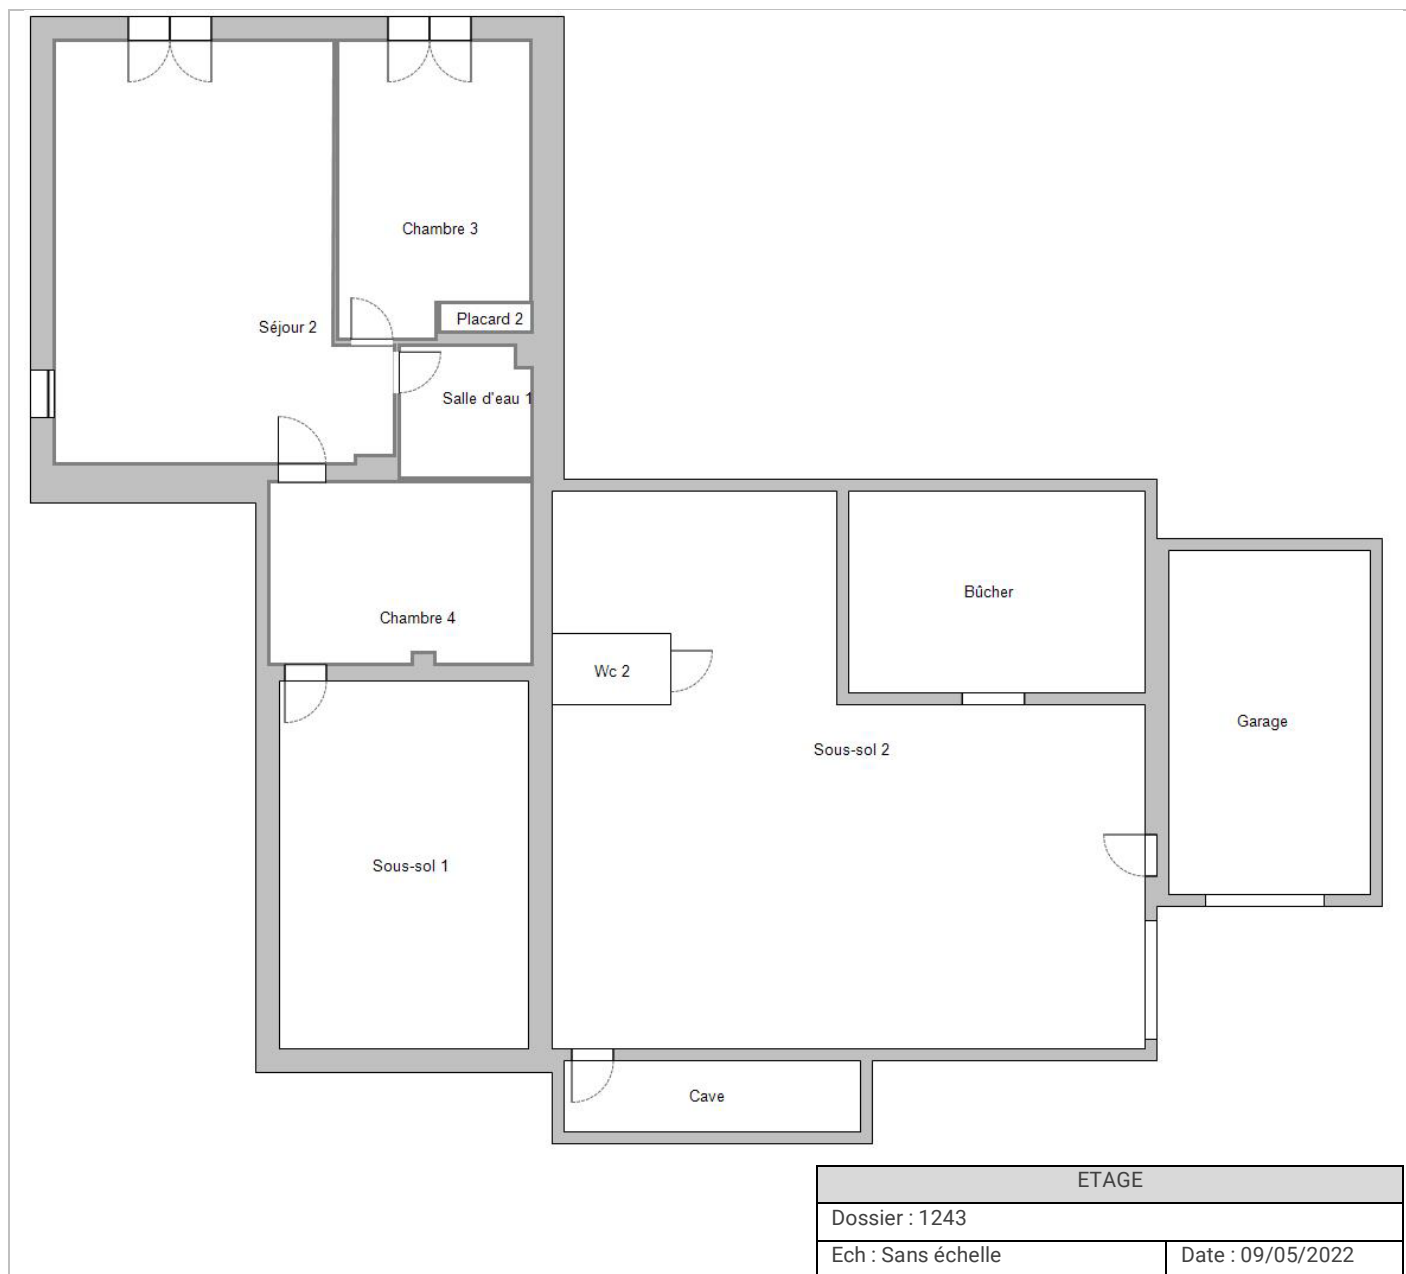 Chambre 3
Placard 2
Séjour 2
Salle d'eau 1
Bûcher
Chambre 4
Wc 2
Garage
Sous-sol 2
Sous-sol 1
Cave
ETAGE
Dossier : 1243
Ech : Sans échelle
Date : 09/05/2022